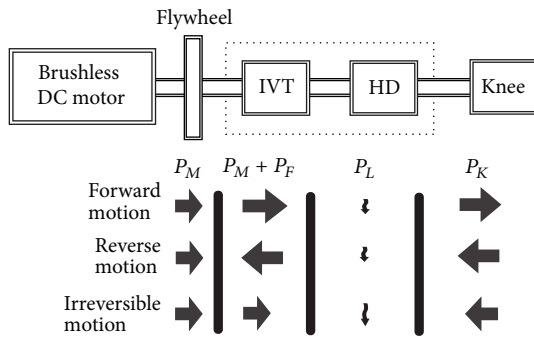 Flywheel
Brushless
DC motor
IVT
HD
Knee
P_M
P_M + P_F
P_L
P_K
Forward
motion
Reverse
motion
Irreversible
motion